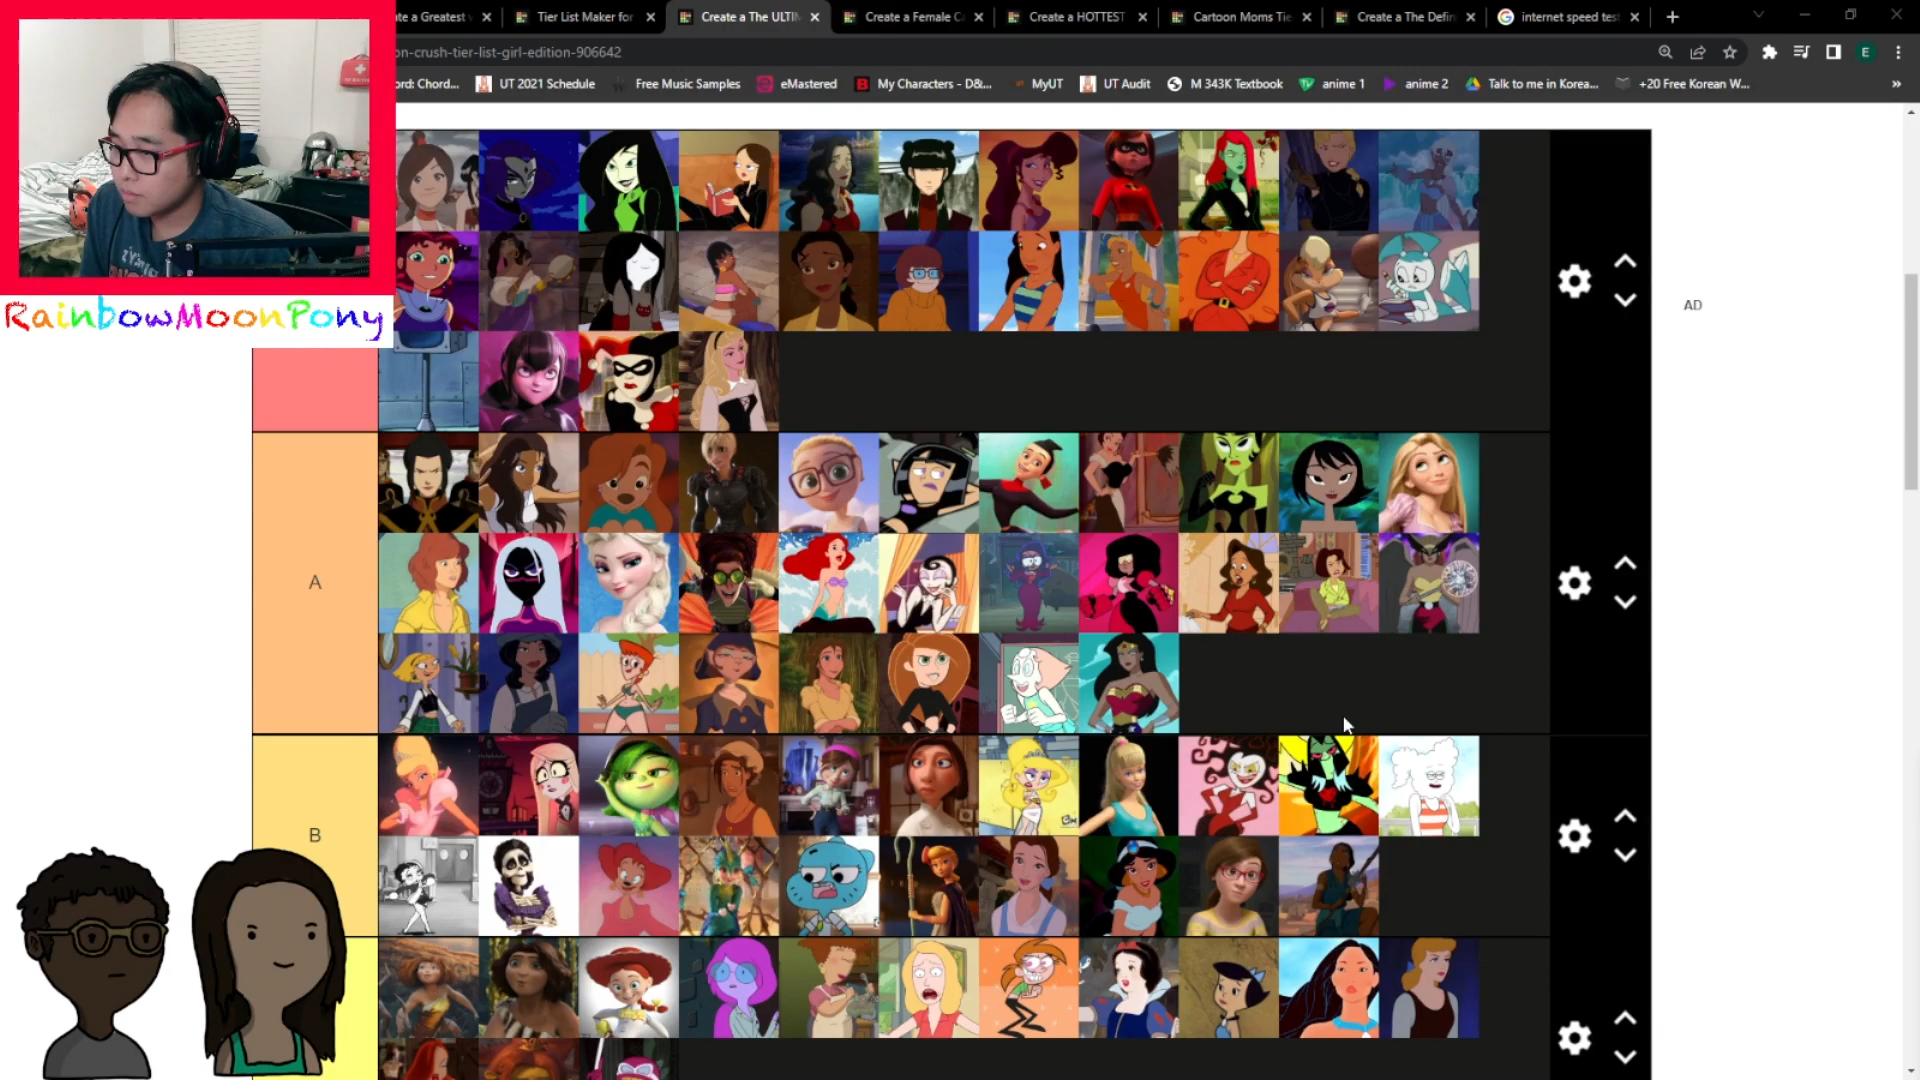 ate a Greatest v
Tier List Maker for
Create a The ULTIM
Create a Female C
Create a HOTTEST
Cartoon Moms Tie
Create a The Defin
internet speed test
on-crush-tier-list-girl-edition-906642
E
ord: Chord...
UT 2021 Schedule
Free Music Samples
eMastered
My Characters - D&...
MyUT
UT Audit
M 343K Textbook
anime 1
anime 2
Talk to me in Korea...
+20 Free Korean W...
»
RainbowMoonPony
AD
A
B